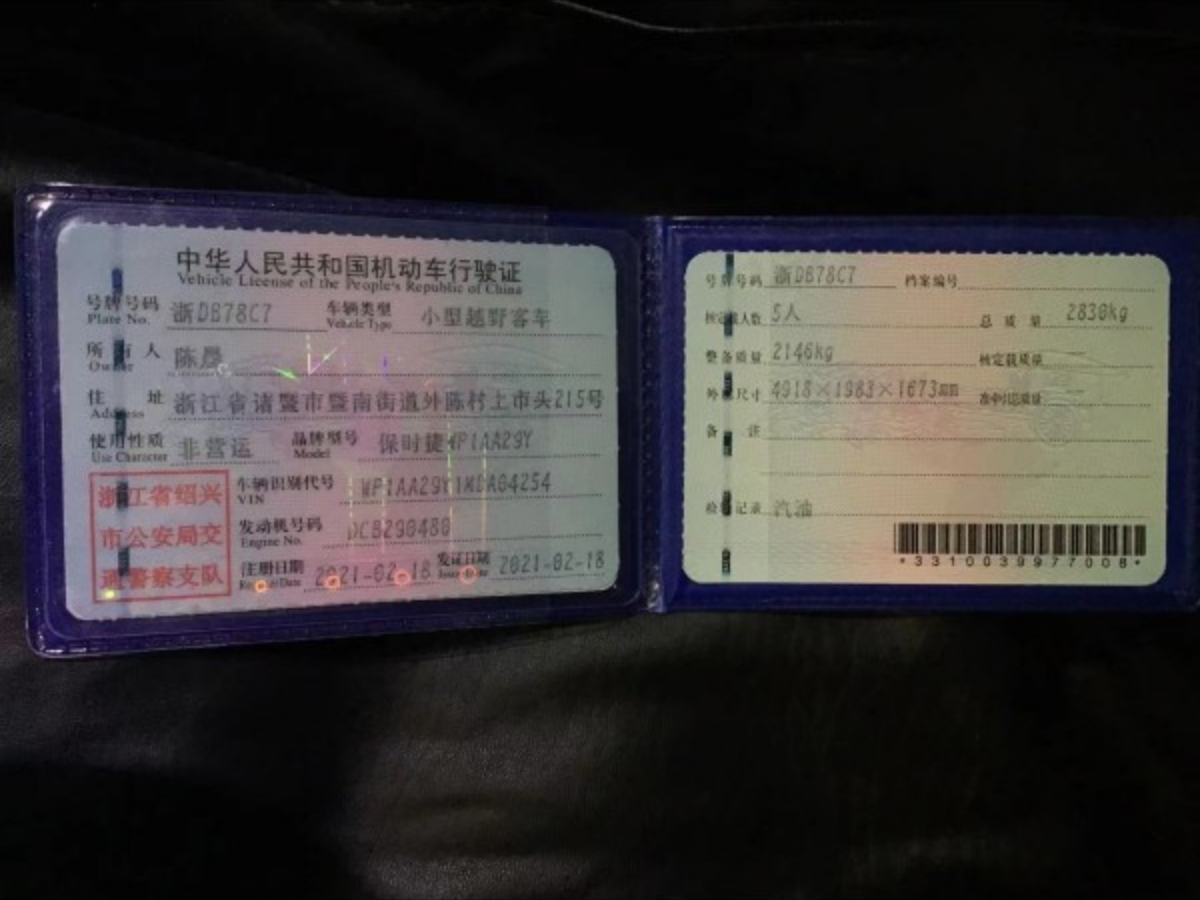 中华人民共和国机动车行驶证
Vehicle License of the People's Republic of China
号牌号码 浙DB78C7 车辆类型 小型越野客车
Plate No. Vehicle Type
所有人 陈晨
Owner
住 址 浙江省诸暨市暨南街道外陈村上市头215号
Address
使用性质 非营运 品牌型号 保时捷WP1AA29Y
Use Character Model
浙江省绍兴
市公安局交
通警察支队
车辆识别代号
VIN
发动机号码 DCB290480
Engine No.
注册日期 2021-02-18 发证日期 2021-02-18
Register Date Issue Date
号牌号码 浙DB78C7 档案编号
核定载人数 5人 总质量 2830kg
整备质量 2146kg 核定载质量 —
外廓尺寸 4918×1983×1673mm 准牵引总质量 —
备 注
检验记录 汽油
*3310039977008*